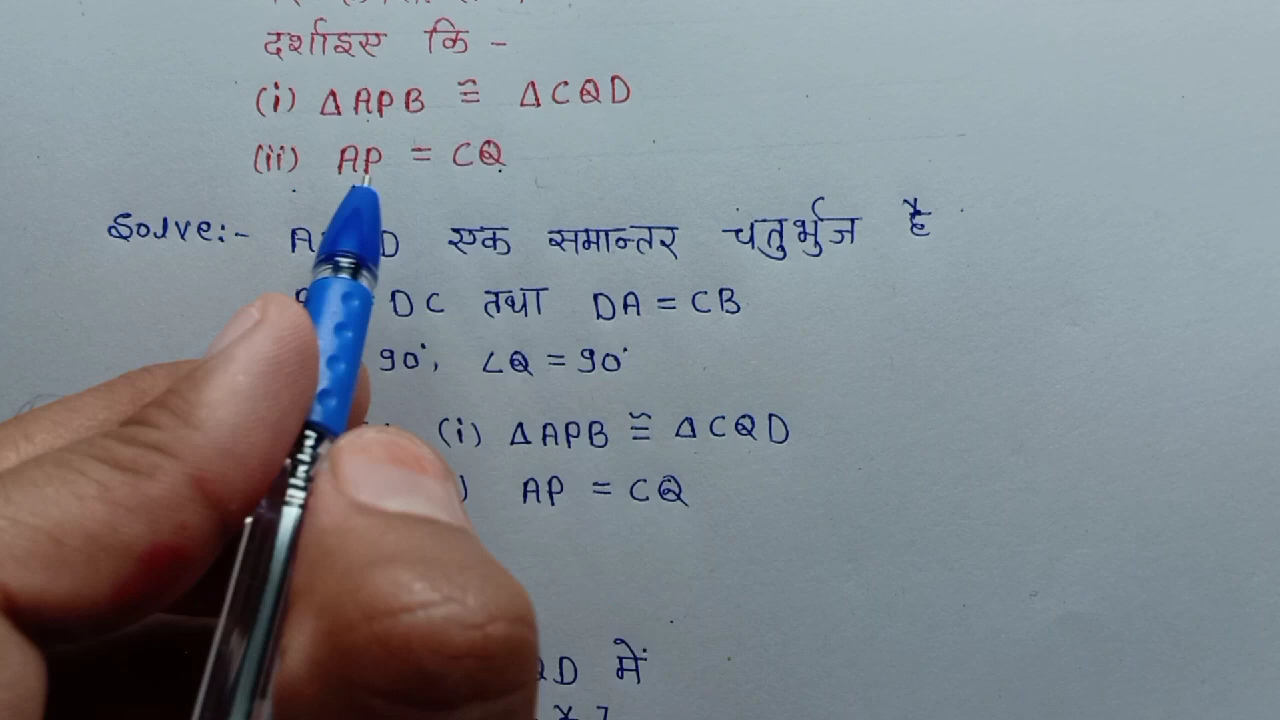 दर्शाइए कि -
(i) ΔAPB ≅ ΔCQD
(ii) AP = CQ
Solve:- एक समान्तर चतुर्भुज है
DC तथा DA = CB
90°, ∠Q = 90°
(i) ΔAPB ≅ ΔCQD
) AP = CQ
QD में